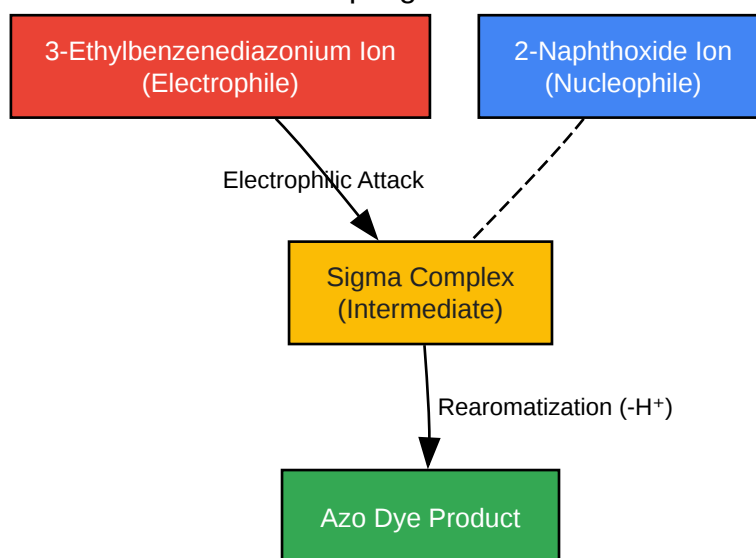 3-Ethylbenzenediazonium Ion
(Electrophile)
2-Naphthoxide Ion
(Nucleophile)
Electrophilic Attack
Sigma Complex
(Intermediate)
Rearomatization (-H⁺)
Azo Dye Product